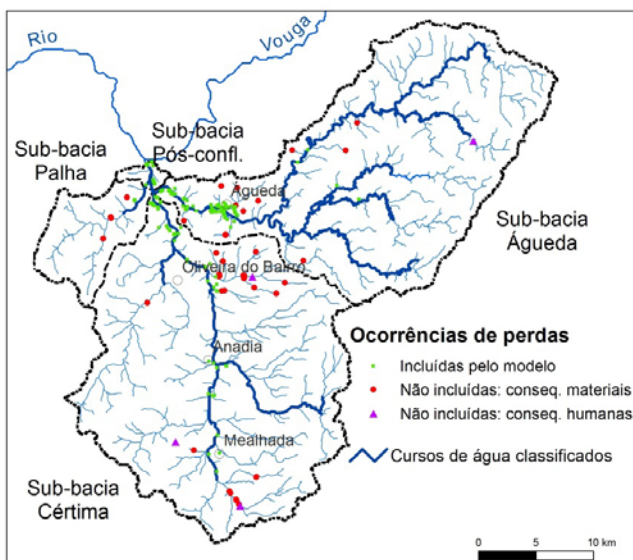 Rio
Vouga
Sub-bacia
Pós-confl.
Sub-bacia
Palha
Águeda
Sub-bacia
Águeda
Oliveira do Bairro
Ocorrências de perdas
Incluídas pelo modelo
Não incluídas: conseq. materiais
Não incluídas: conseq. humanas
Cursos de água classificados
Anadia
Mealhada
Sub-bacia
Cértima
0 5 10 km